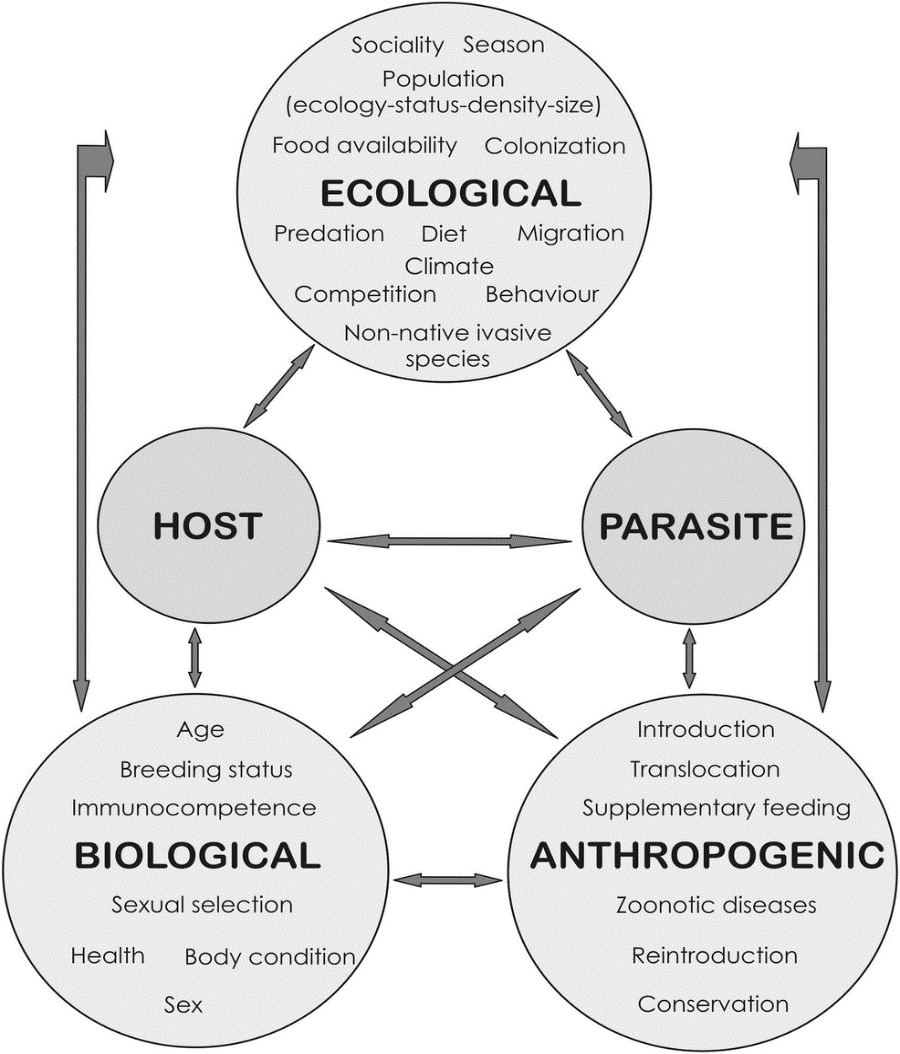 Sociality Season
Population
(ecology-status-density-size)
Food availability Colonization
ECOLOGICAL
Predation Diet Migration
Climate
Competition Behaviour
Non-native ivasive
species
HOST
PARASITE
Age
Breeding status
Immunocompetence
BIOLOGICAL
Sexual selection
Health Body condition
Sex
Introduction
Translocation
Supplementary feeding
ANTHROPOGENIC
Zoonotic diseases
Reintroduction
Conservation